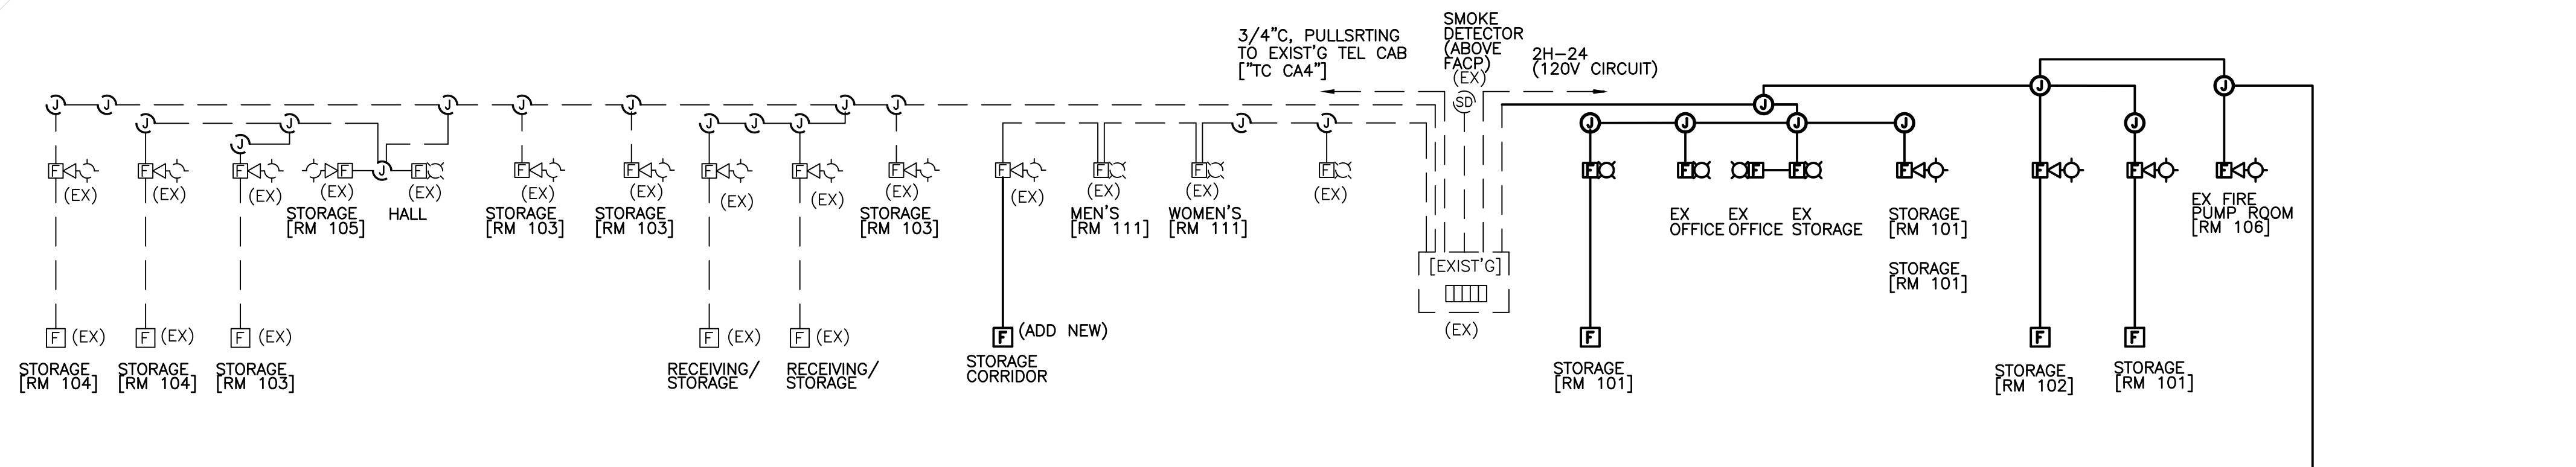 3/4"C, PULLSRTING
TO EXIST'G TEL CAB
["TC CA4"]
SMOKE
DETECTOR
(ABOVE
FACP)
(EX)
SD
2H-24
(120V CIRCUIT)
J J J J J J J
J J J J J J J
J
J J
J
J J J J
J
F F F F F F F F F F F F F F
J
(EX) (EX) (EX) (EX) (EX) (EX) (EX) (EX) (EX) (EX) (EX) (EX) (EX) (EX)
F F F F F F F F F
STORAGE
[RM 105]
HALL
STORAGE
[RM 103]
STORAGE
[RM 103]
STORAGE
[RM 103]
MEN'S
[RM 111]
WOMEN'S
[RM 111]
[EXIST'G]
(EX)
EX
OFFICE
EX
OFFICE
EX
STORAGE
STORAGE
[RM 101]
STORAGE
[RM 101]
EX FIRE
PUMP ROOM
[RM 106]
F (EX)
STORAGE
[RM 104]
F (EX)
STORAGE
[RM 104]
F (EX)
STORAGE
[RM 103]
F (EX)
RECEIVING/
STORAGE
F (EX)
RECEIVING/
STORAGE
F (ADD NEW)
STORAGE
CORRIDOR
F
STORAGE
[RM 101]
F
STORAGE
[RM 102]
F
STORAGE
[RM 101]